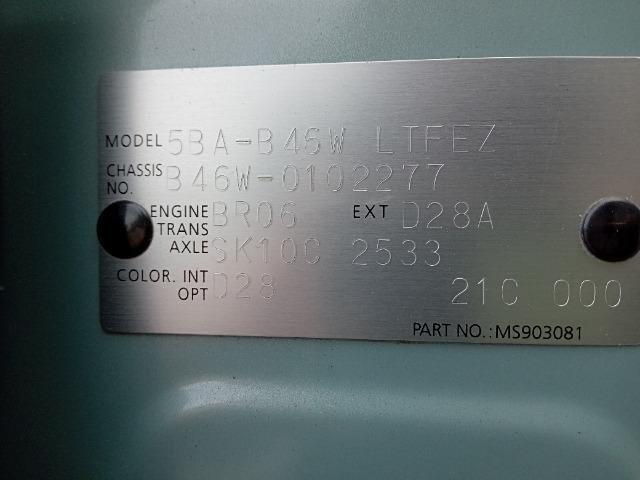 MODEL 5BA-B46W LTFEZ
CHASSIS NO. B46W-0102277
ENGINE BR06 EXT D28A
TRANS AXLE SK10C 2533
COLOR. INT D28
OPT 21C 000
PART NO.:MS903081